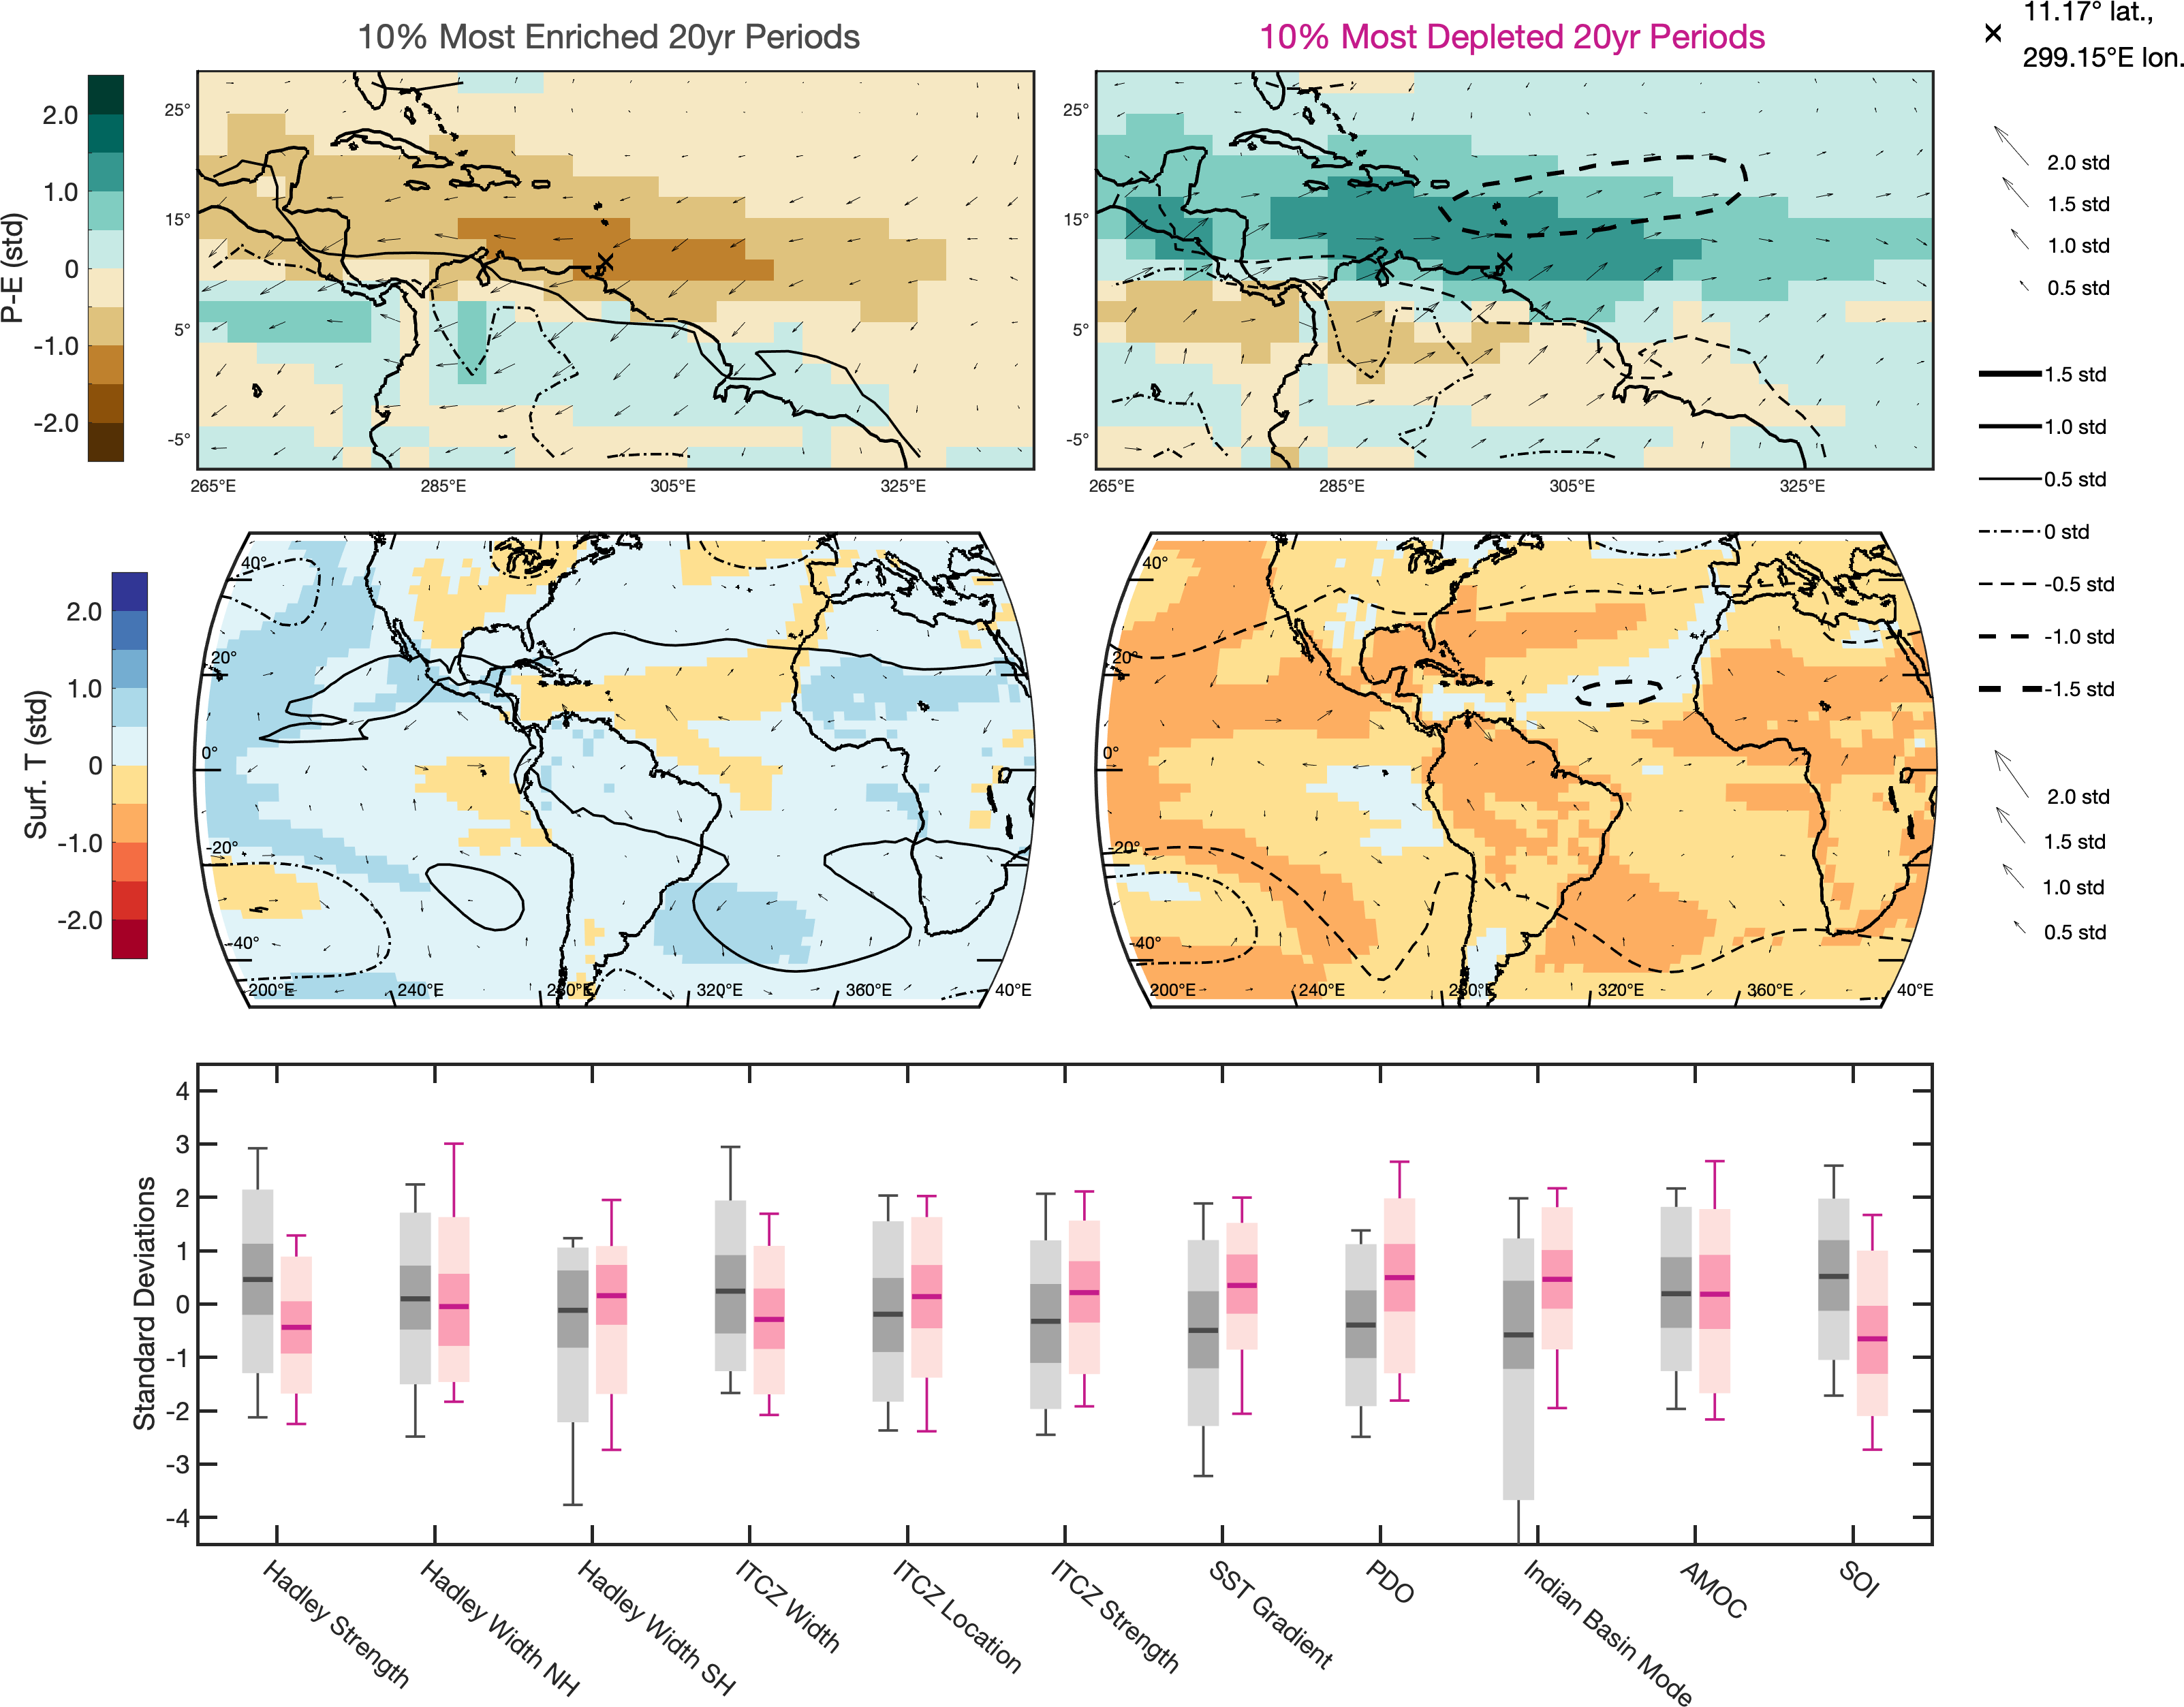 10% Most Enriched 20yr Periods
10% Most Depleted 20yr Periods
11.17° lat.,
299.15°E lon.
P-E (std)
2.0
1.0
0
-1.0
-2.0
25°
15°
5°
-5°
265°E 285°E 305°E 325°E
25°
15°
5°
-5°
265°E 285°E 305°E 325°E
2.0 std
1.5 std
1.0 std
0.5 std
1.5 std
1.0 std
0.5 std
0 std
-0.5 std
-1.0 std
-1.5 std
Surf. T (std)
2.0
1.0
0
-1.0
-2.0
40°
20°
0°
-20°
-40°
200°E 240°E 280°E 320°E 360°E 40°E
40°
20°
0°
-20°
-40°
200°E 240°E 280°E 320°E 360°E 40°E
2.0 std
1.5 std
1.0 std
0.5 std
Standard Deviations
4
3
2
1
0
-1
-2
-3
-4
Hadley Strength
Hadley Width NH
Hadley Width SH
ITCZ Width
ITCZ Location
ITCZ Strength
SST Gradient
PDO
Indian Basin Mode
AMOC
SOI